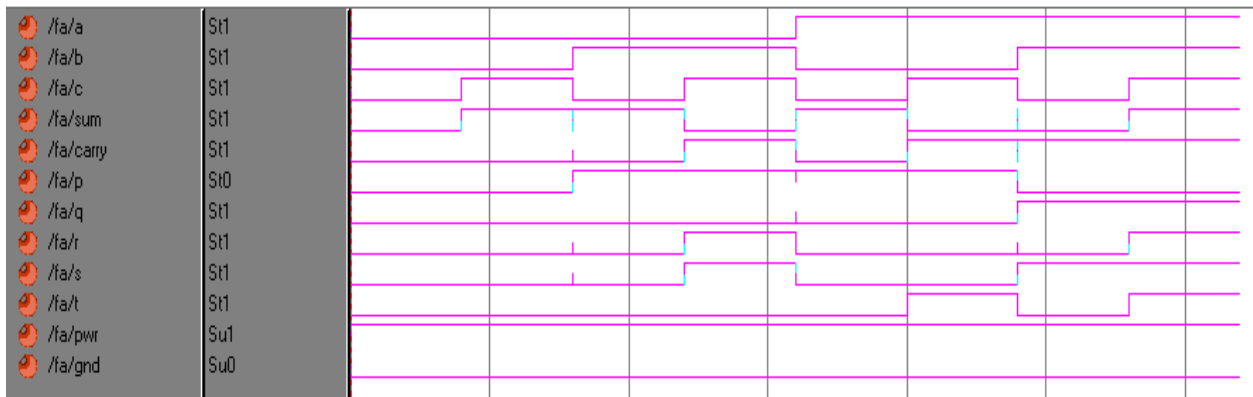 /fa/a St1
/fa/b St1
/fa/c St1
/fa/sum St1
/fa/carry St1
/fa/p St0
/fa/q St1
/fa/r St1
/fa/s St1
/fa/t St1
/fa/pwr Su1
/fa/gnd Su0